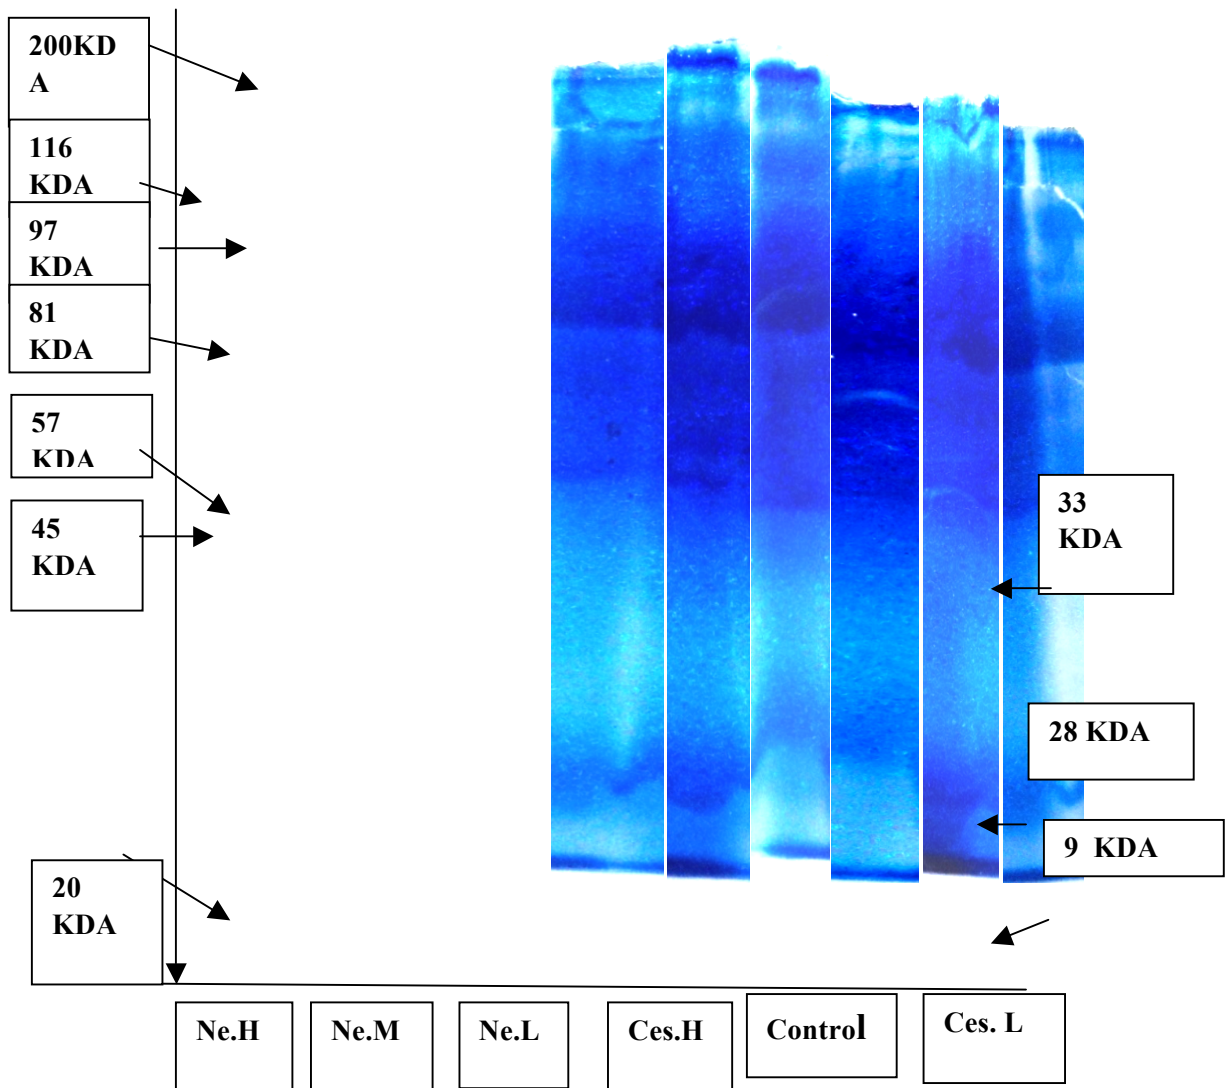 200KD
A
116
KDA
97
KDA
81
KDA
57
KDA
45
KDA
33
KDA
28 KDA
9 KDA
20
KDA
Ne.H
Ne.M
Ne.L
Ces.H
Control
Ces. L